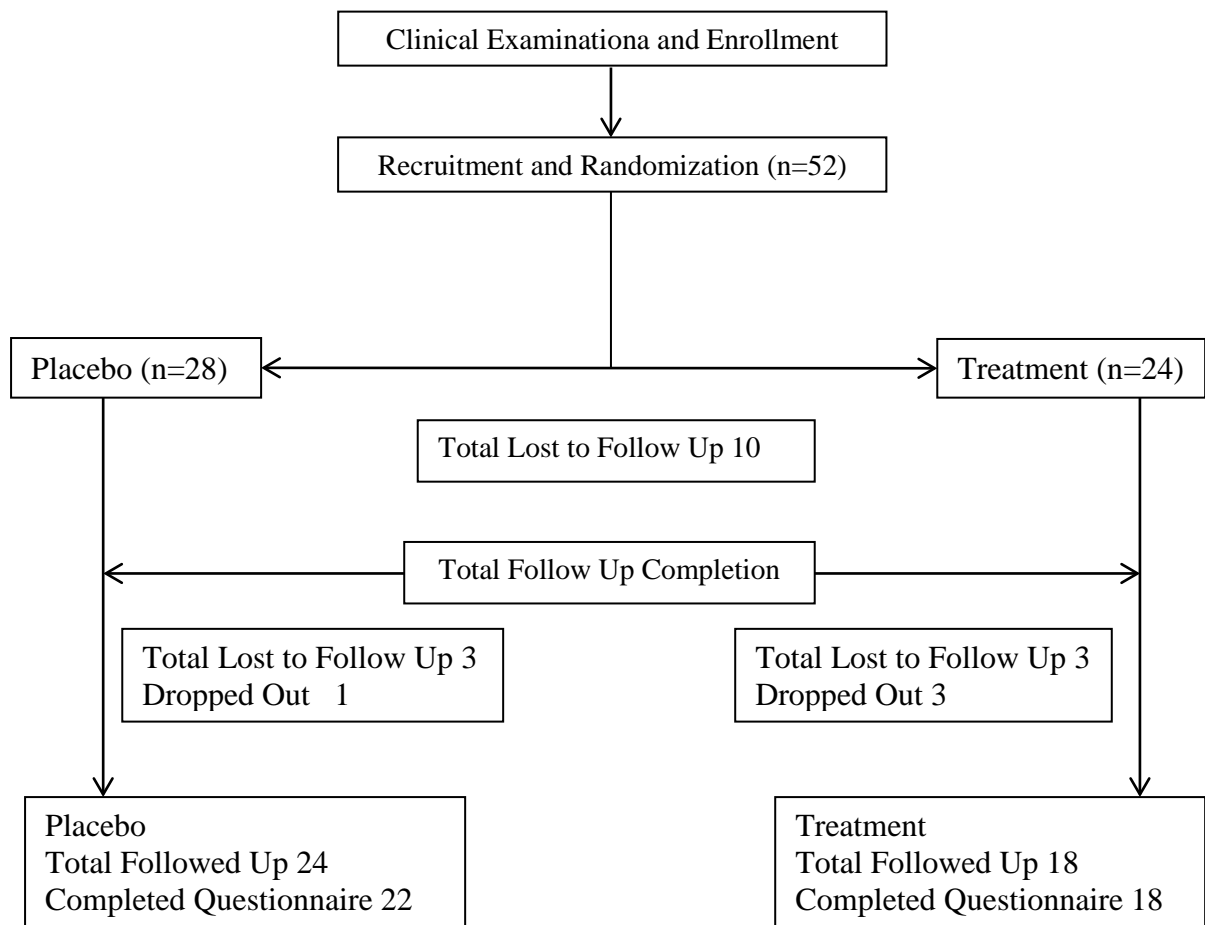 Clinical Examinationa and Enrollment
Recruitment and Randomization (n=52)
Placebo (n=28)
Treatment (n=24)
Total Lost to Follow Up 10
Total Follow Up Completion
Total Lost to Follow Up 3
Dropped Out 1
Total Lost to Follow Up 3
Dropped Out 3
Placebo
Total Followed Up 24
Completed Questionnaire 22
Treatment
Total Followed Up 18
Completed Questionnaire 18